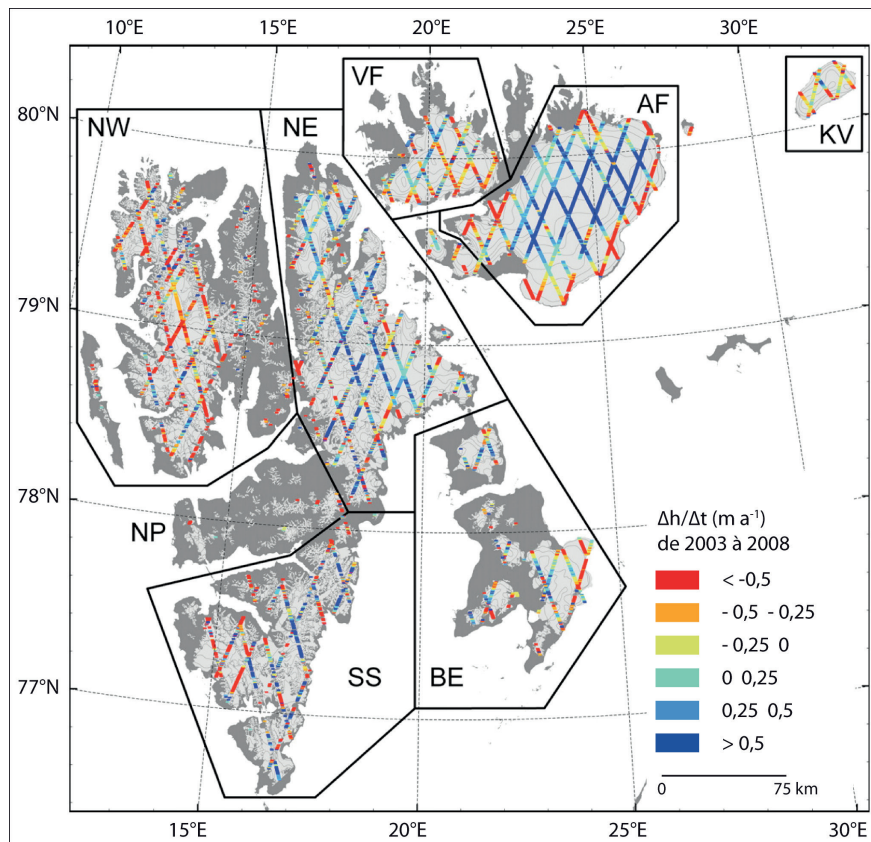 10°E 15°E 20°E 25°E 30°E 35°E
80°N
79°N
78°N
77°N
NW
NE
VF
AF
KV
NP
SS
BE
Δh/Δt (m a⁻¹)
de 2003 à 2008
< -0,5
- 0,5 - 0,25
- 0,25 0
0 0,25
0,25 0,5
> 0,5
0 75 km
15°E 20°E 25°E 30°E